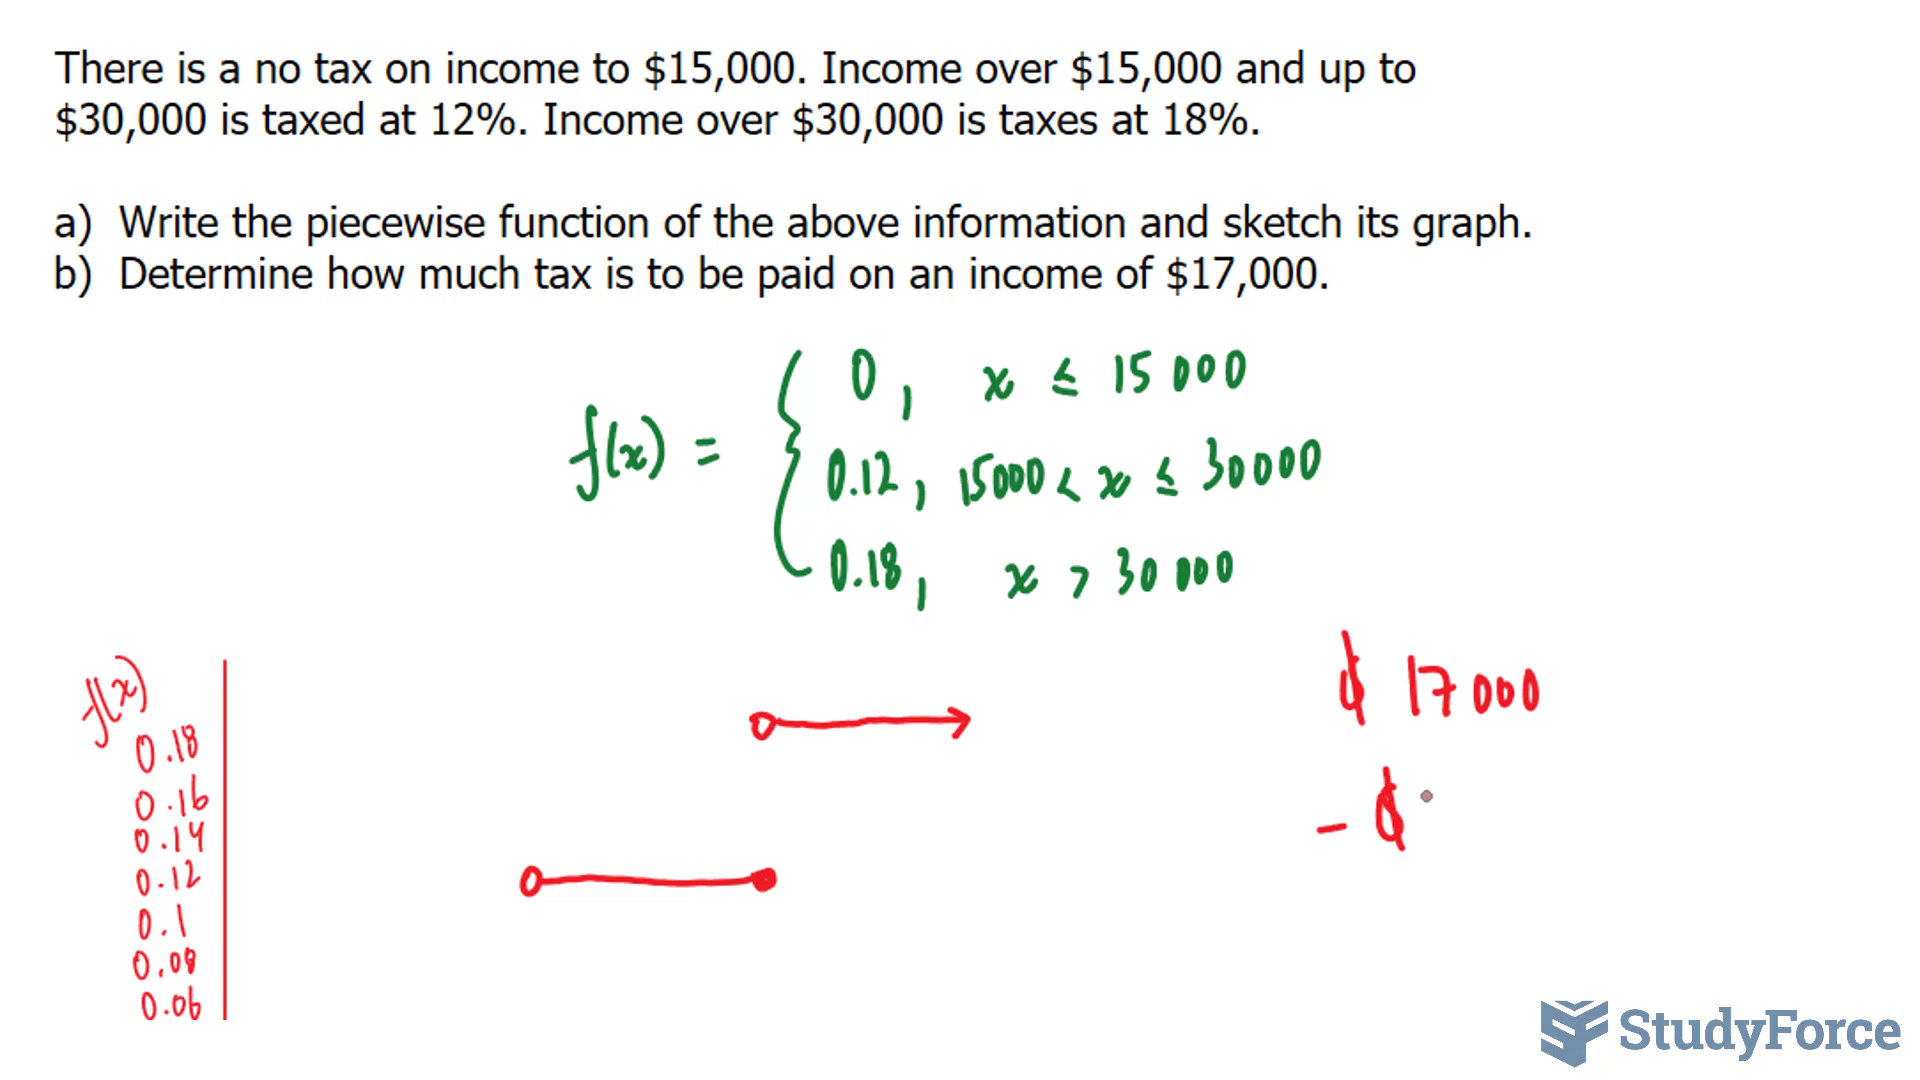 There is a no tax on income to $15,000. Income over $15,000 and up to
$30,000 is taxed at 12%. Income over $30,000 is taxes at 18%.
a) Write the piecewise function of the above information and sketch its graph.
b) Determine how much tax is to be paid on an income of $17,000.
0, x ≤ 15 000
f(x) = {
0.12, 15000 < x ≤ 30000
0.18, x > 30 000
f(x)
0.18
0.16
0.14
0.12
0.1
0.08
0.06
$ 17 000
- $
StudyForce